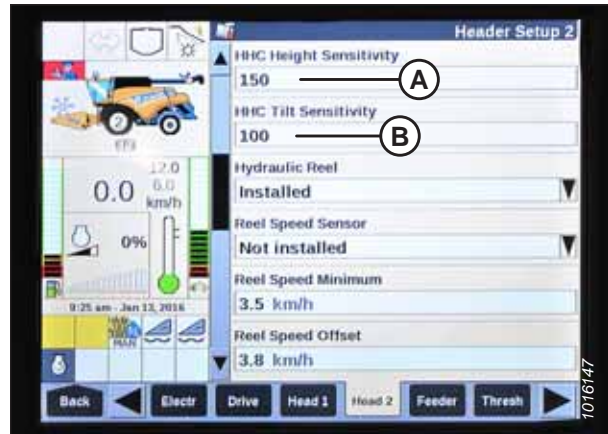 Header Setup 2
HHC Height Sensitivity
150
A
HHC Tilt Sensitivity
100
B
Hydraulic Reel
Installed
Reel Speed Sensor
Not installed
Reel Speed Minimum
3.5 km/h
Reel Speed Offset
3.8 km/h
2
12.0
0.0
6.0
km/h
0%
9:25 am - Jan 13, 2016
MAN
Back
Electr
Drive
Head 1
Head 2
Feeder
Thresh
1016147